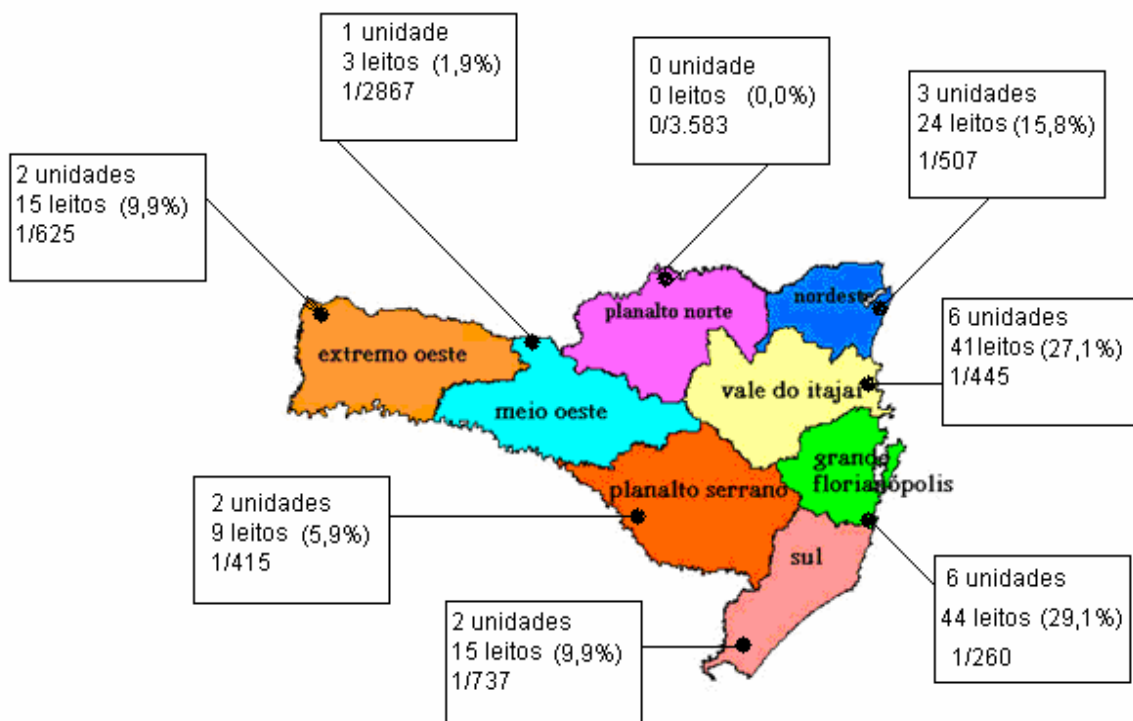 1 unidade
3 leitos (1,9%)
1/2867
0 unidade
0 leitos (0,0%)
0/3.583
3 unidades
24 leitos (15,8%)
1/507
2 unidades
15 leitos (9,9%)
1/625
6 unidades
41leitos (27,1%)
1/445
nordeste
planalto norte
extremo oeste
vale do itajaí
meio oeste
grande
florianópolis
planalto serrano
sul
2 unidades
9 leitos (5,9%)
1/415
6 unidades
44 leitos (29,1%)
1/260
2 unidades
15 leitos (9,9%)
1/737